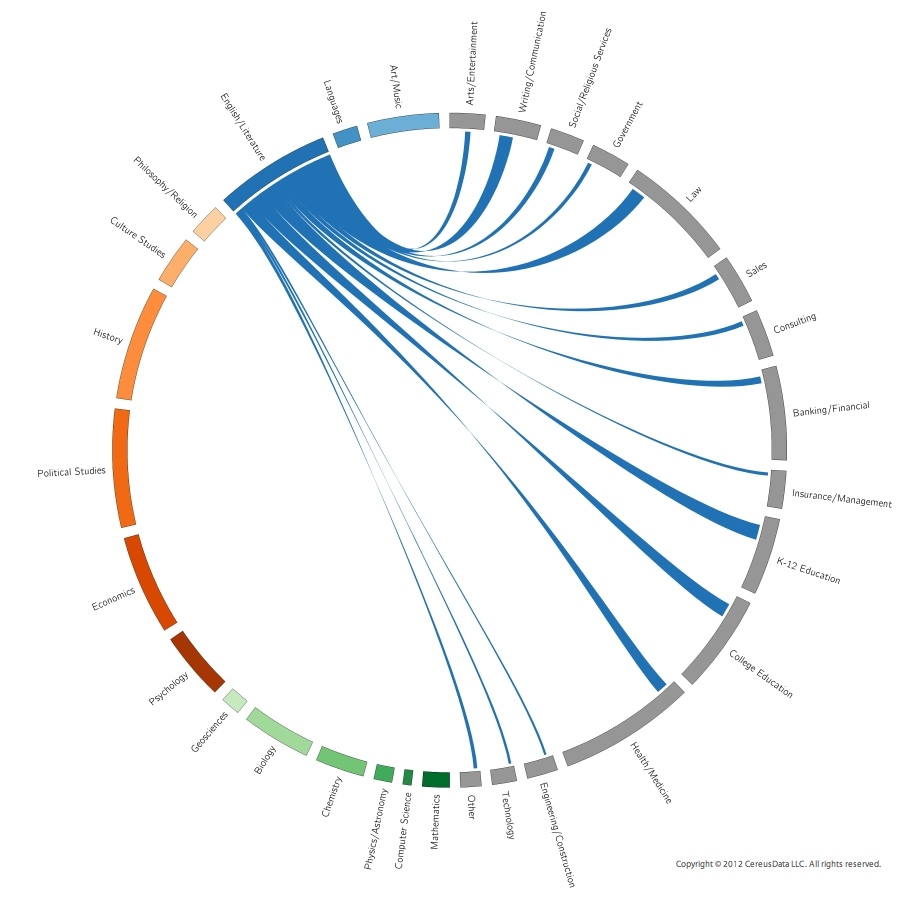 Arts/Entertainment
Writing/Communication
Social/Religious Services
Government
Law
Sales
Consulting
Banking/Financial
Insurance/Management
K-12 Education
College Education
Health/Medicine
Engineering/Construction
Technology
Other
Mathematics
Computer Science
Physics/Astronomy
Chemistry
Biology
Geosciences
Psychology
Economics
Political Studies
History
Culture Studies
Philosophy/Religion
English/Literature
Languages
Art/Music
Copyright © 2012 CereusData LLC. All rights reserved.